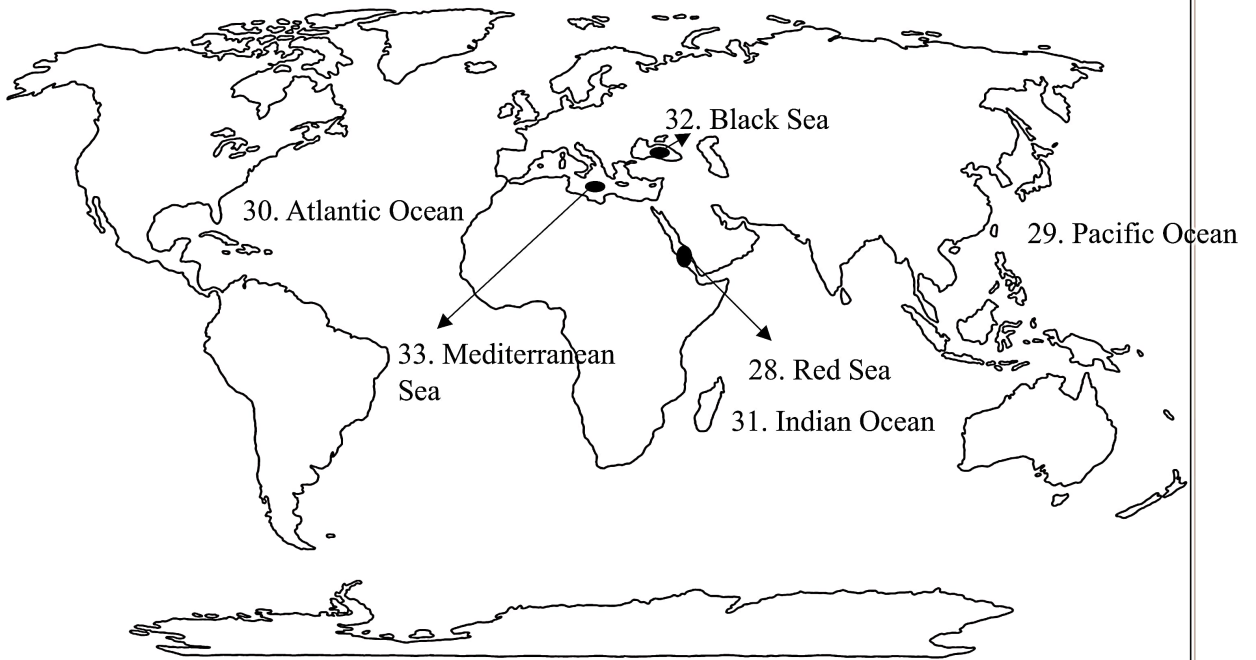 32. Black Sea
30. Atlantic Ocean
29. Pacific Ocean
33. Mediterranean
Sea
28. Red Sea
31. Indian Ocean